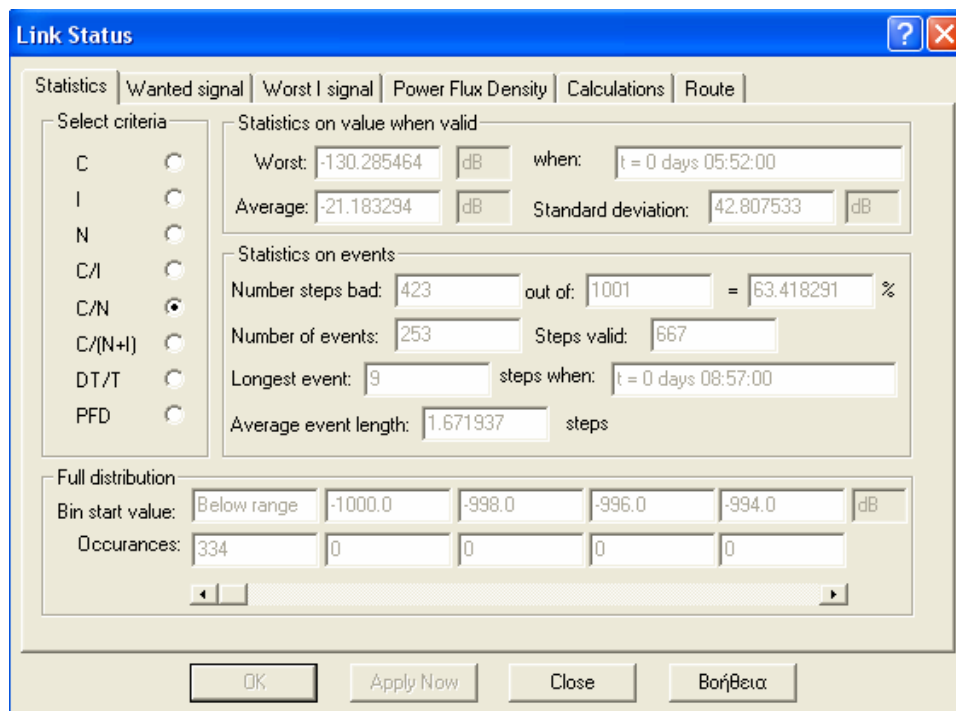 Link Status
Statistics Wanted signal Worst I signal Power Flux Density Calculations Route
Select criteria
C
I
N
C/I
C/N
C/(N+I)
DT/T
PFD
Statistics on value when valid
Worst: -130.285464 dB when: t = 0 days 05:52:00
Average: -21.183294 dB Standard deviation: 42.807533 dB
Statistics on events
Number steps bad: 423 out of: 1001 = 63.418291 %
Number of events: 253 Steps valid: 667
Longest event: 9 steps when: t = 0 days 08:57:00
Average event length: 1.671937 steps
Full distribution
Bin start value: Below range -1000.0 -998.0 -996.0 -994.0 dB
Occurances: 334 0 0 0 0
OK Apply Now Close Βοήθεια